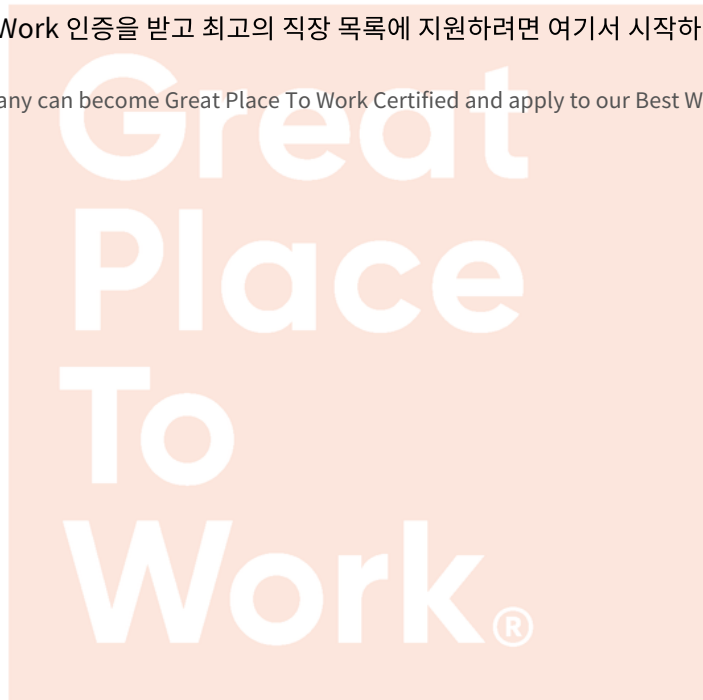 Work 인증을 받고 최고의 직장 목록에 지원하려면 여기서 시작하
any can become Great Place To Work Certified and apply to our Best W
Great
Place
To
Work®